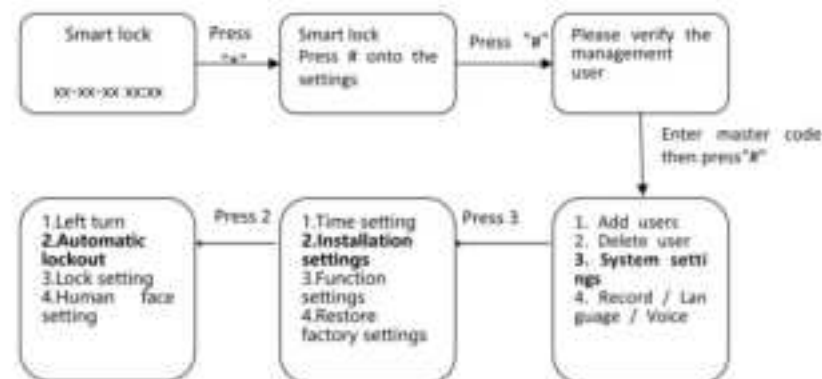 Smart lock
xx-xx-xx xx:xx
Press
"*"
Smart lock
Press # onto the
settings
Press "#"
Please verify the
management
user
Enter master code
then press"#"
1. Add users
2. Delete user
3. System setti
ngs
4. Record / Lan
guage / Voice
Press 3
1.Time setting
2.Installation
settings
3.Function
settings
4.Restore
factory settings
Press 2
1.Left turn
2.Automatic
lockout
3.Lock setting
4.Human face
setting